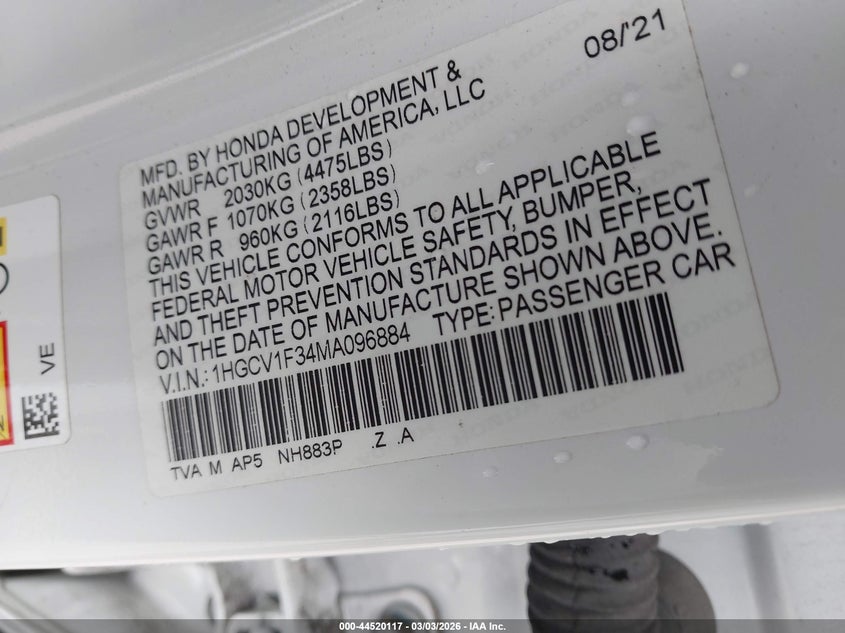 08/'21
MFD. BY HONDA DEVELOPMENT &
MANUFACTURING OF AMERICA, LLC
GVWR 2030KG (4475LBS)
GAWR F 1070KG (2358LBS)
GAWR R 960KG (2116LBS)
THIS VEHICLE CONFORMS TO ALL APPLICABLE
FEDERAL MOTOR VEHICLE SAFETY, BUMPER,
AND THEFT PREVENTION STANDARDS IN EFFECT
ON THE DATE OF MANUFACTURE SHOWN ABOVE.
V.I.N.: 1HGCV1F34MA096884 TYPE: PASSENGER CAR
TVA M AP5 NH883P .Z .A
VE
000-44520117 - 03/03/2026 - IAA Inc.